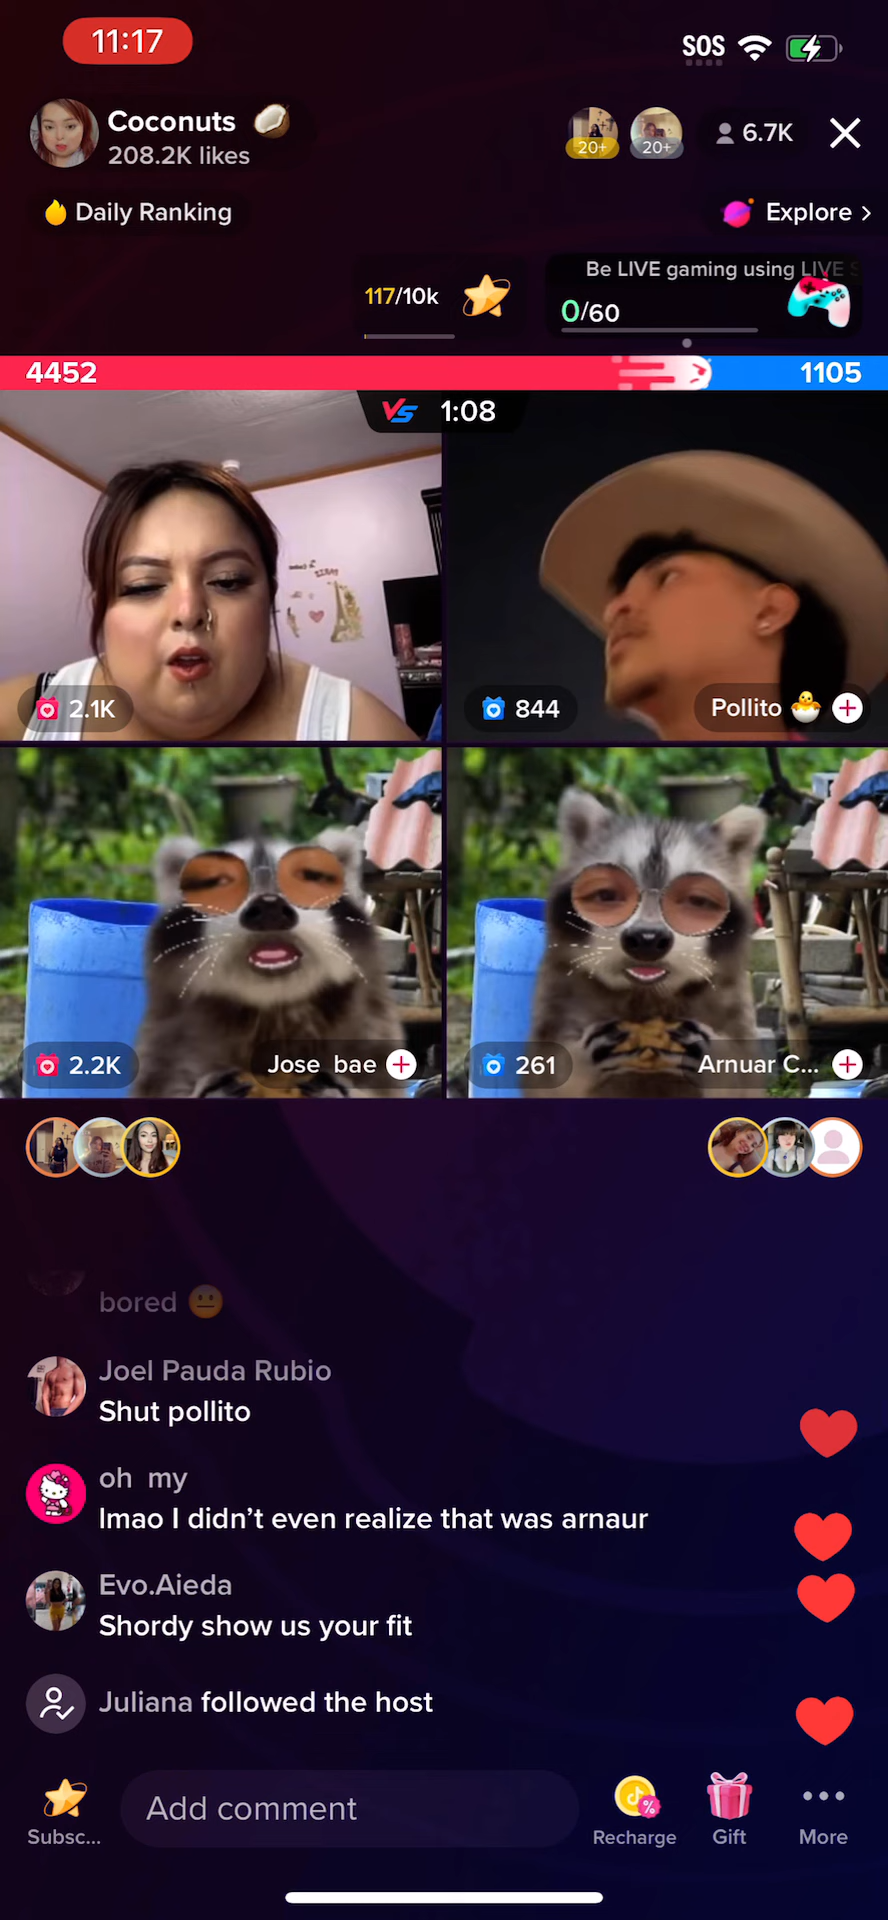 11:17
SOS
Coconuts 🥥
208.2K likes
20+
20+
6.7K
Daily Ranking
Explore >
117/10k
Be LIVE gaming using LIVE S
0/60
4452
1105
VS 1:08
2.1K
844
Pollito 🐣
2.2K
Jose bae
261
Arnuar C...
bored 😐
Joel Pauda Rubio
Shut pollito
oh my
lmao I didn't even realize that was arnaur
Evo.Aieda
Shordy show us your fit
Juliana followed the host
Add comment
Subsc...
Recharge
Gift
More